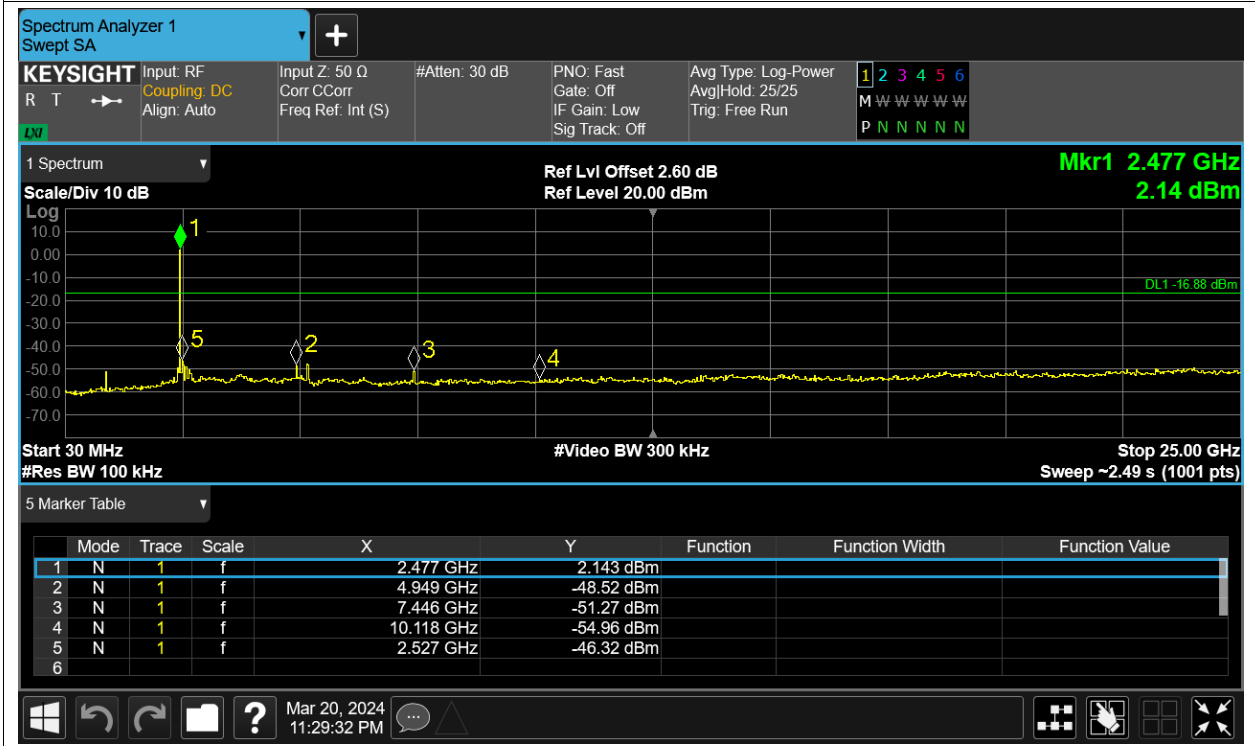 Spectrum Analyzer 1
Swept SA
+
KEYSIGHT
R T
LXI
Input: RF
Coupling: DC
Align: Auto
Input Z: 50 Ω
Corr CCorr
Freq Ref: Int (S)
#Atten: 30 dB
PNO: Fast
Gate: Off
IF Gain: Low
Sig Track: Off
Avg Type: Log-Power
Avg|Hold: 25/25
Trig: Free Run
1 2 3 4 5 6
M W W W W W
P N N N N N
1 Spectrum
Scale/Div 10 dB
Ref Lvl Offset 2.60 dB
Ref Level 20.00 dBm
Mkr1 2.477 GHz
2.14 dBm
Log
10.0
0.00
-10.0
-20.0
-30.0
-40.0
-50.0
-60.0
-70.0
1
5
2
3
4
DL1 -16.88 dBm
Start 30 MHz
#Res BW 100 kHz
#Video BW 300 kHz
Stop 25.00 GHz
Sweep ~2.49 s (1001 pts)
5 Marker Table
Mode Trace Scale X Y Function Function Width Function Value
1 N 1 f 2.477 GHz 2.143 dBm
2 N 1 f 4.949 GHz -48.52 dBm
3 N 1 f 7.446 GHz -51.27 dBm
4 N 1 f 10.118 GHz -54.96 dBm
5 N 1 f 2.527 GHz -46.32 dBm
6
?
Mar 20, 2024
11:29:32 PM